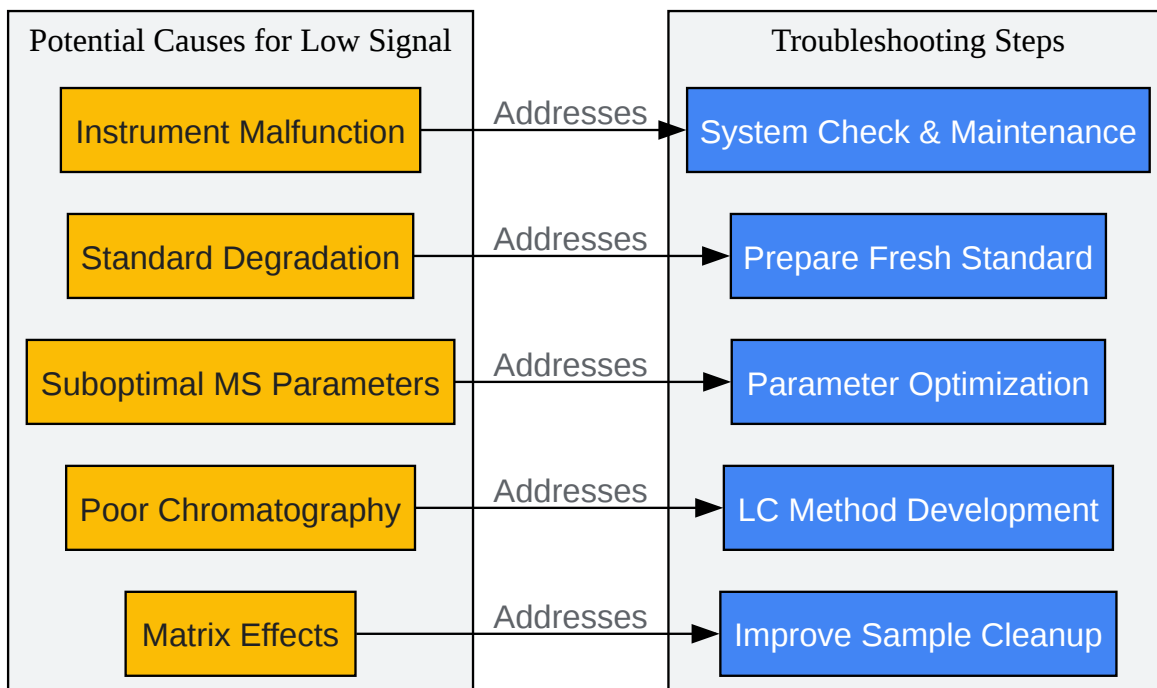 Potential Causes for Low Signal
Troubleshooting Steps
Instrument Malfunction
Addresses
System Check & Maintenance
Standard Degradation
Addresses
Prepare Fresh Standard
Suboptimal MS Parameters
Addresses
Parameter Optimization
Poor Chromatography
Addresses
LC Method Development
Matrix Effects
Addresses
Improve Sample Cleanup